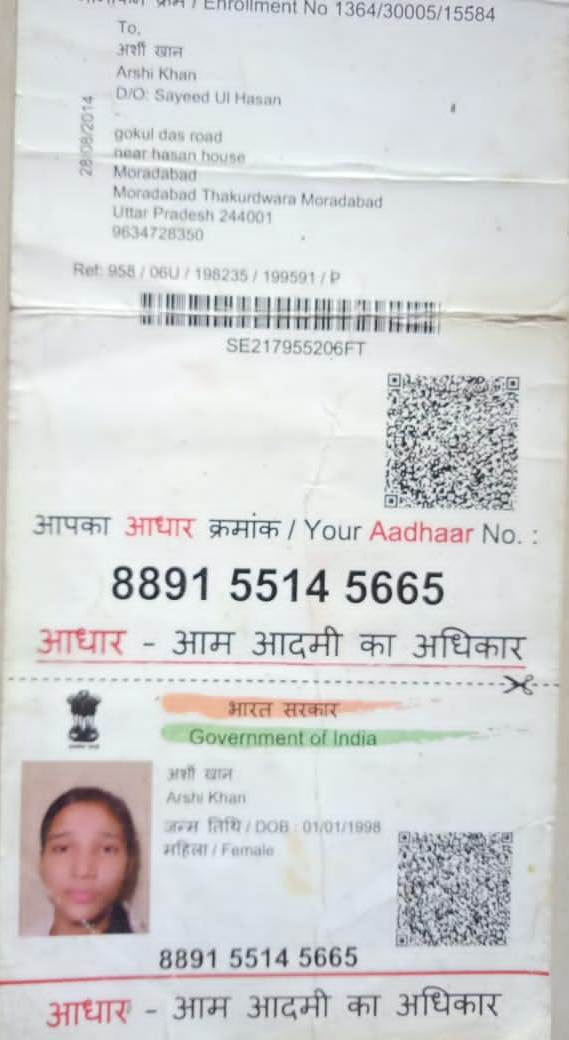 / Enrollment No 1364/30005/15584
To,
अर्शी खान
Arshi Khan
D/O: Sayeed Ul Hasan
28/08/2014
gokul das road
near hasan house
Moradabad
Moradabad Thakurdwara Moradabad
Uttar Pradesh 244001
9634728350
Ref: 958 / 06U / 198235 / 199591 / P
SE217955206FT
आपका आधार क्रमांक / Your Aadhaar No. :
8891 5514 5665
आधार - आम आदमी का अधिकार
भारत सरकार
Government of India
अर्शी खान
Arshi Khan
जन्म तिथि / DOB : 01/01/1998
महिला / Female
8891 5514 5665
आधार - आम आदमी का अधिकार